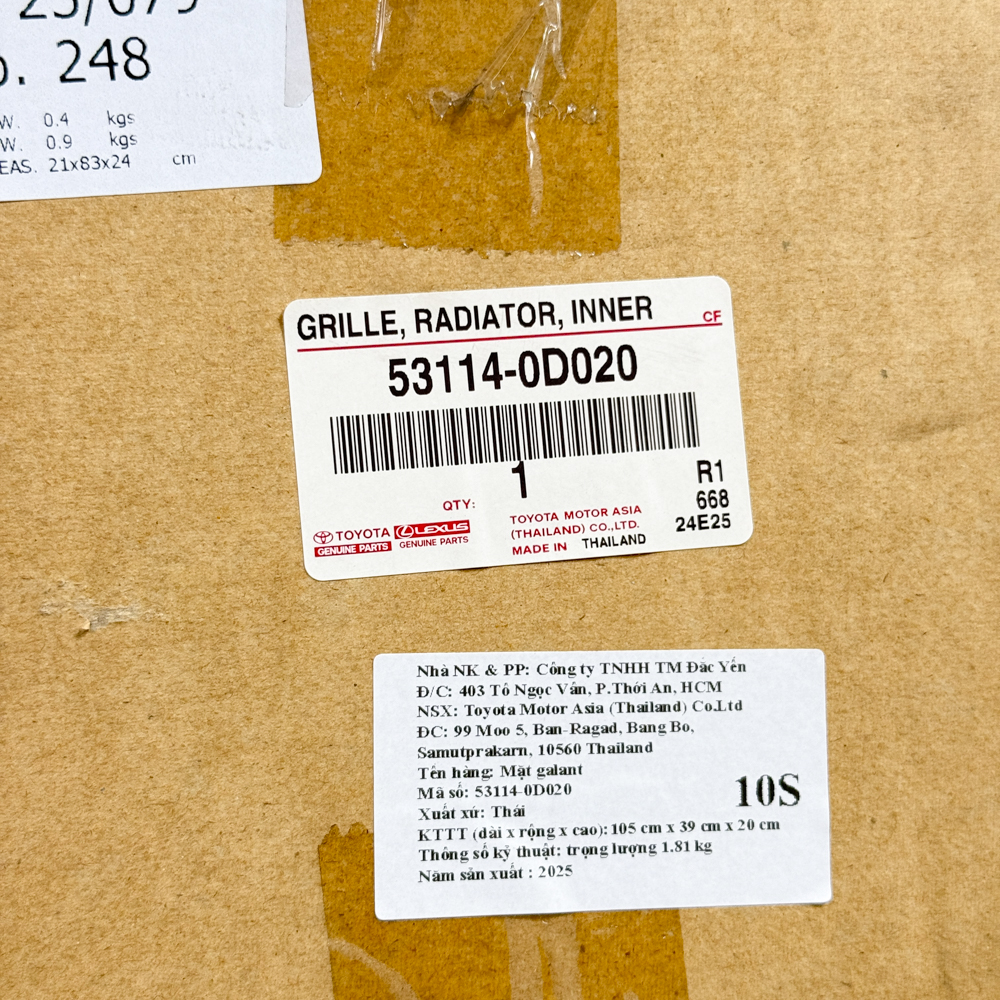 248
W. 0.4 kgs
W. 0.9 kgs
EAS. 21x83x24 cm
GRILLE, RADIATOR, INNER
CF
53114-0D020
1
QTY:
R1
668
24E25
TOYOTA
GENUINE PARTS
LEXUS
GENUINE PARTS
TOYOTA MOTOR ASIA
(THAILAND) CO.,LTD.
MADE IN THAILAND
Nhà NK & PP: Công ty TNHH TM Đắc Yến
Đ/C: 403 Tô Ngọc Vân, P.Thới An, HCM
NSX: Toyota Motor Asia (Thailand) Co.Ltd
ĐC: 99 Moo 5, Ban-Ragad, Bang Bo,
Samutprakarn, 10560 Thailand
Tên hàng: Mặt galant
Mã số: 53114-0D020
10S
Xuất xứ: Thái
KTTT (dài x rộng x cao): 105 cm x 39 cm x 20 cm
Thông số kỹ thuật: trọng lượng 1.81 kg
Năm sản xuất : 2025